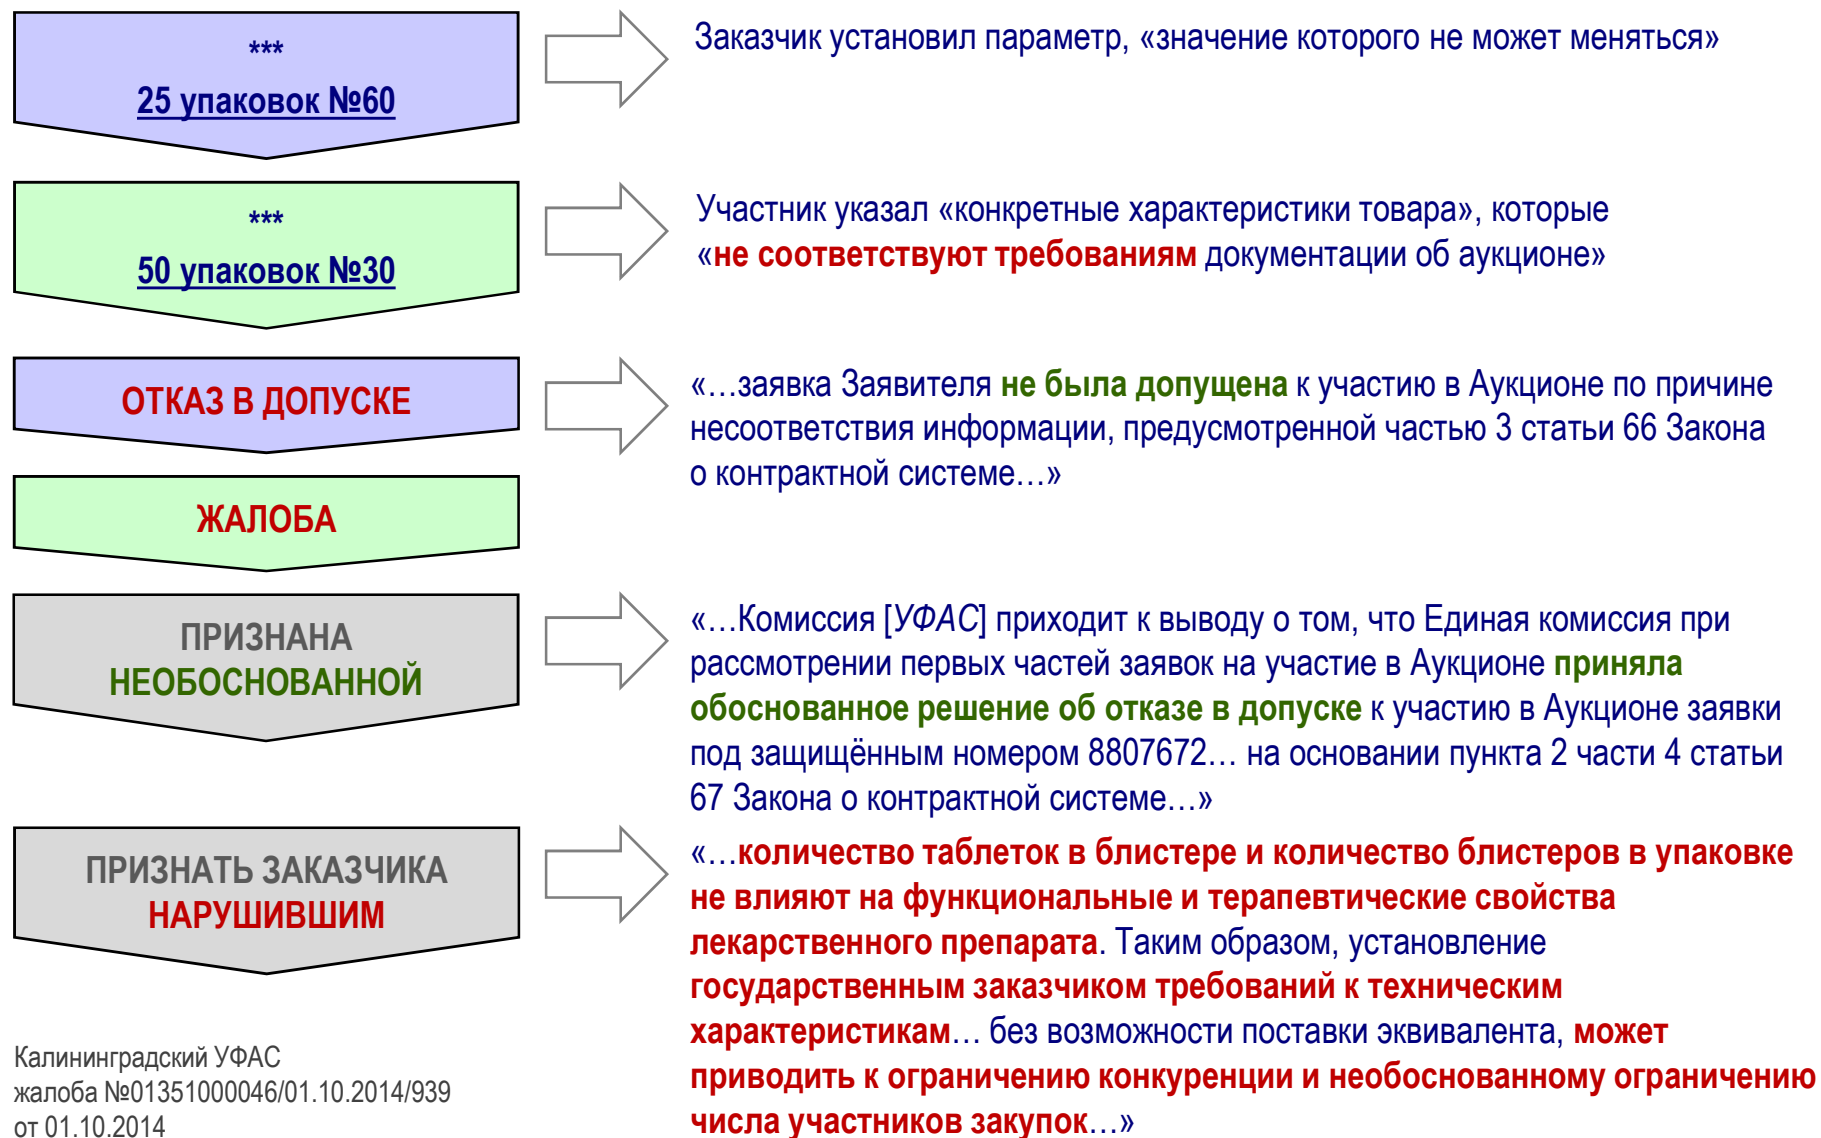 ***
25 упаковок №60
Заказчик установил параметр, «значение которого не может меняться»
***
50 упаковок №30
Участник указал «конкретные характеристики товара», которые
«не соответствуют требованиям документации об аукционе»
ОТКАЗ В ДОПУСКЕ
«…заявка Заявителя не была допущена к участию в Аукционе по причине
несоответствия информации, предусмотренной частью 3 статьи 66 Закона
о контрактной системе…»
ЖАЛОБА
ПРИЗНАНА
НЕОБОСНОВАННОЙ
«…Комиссия [УФАС] приходит к выводу о том, что Единая комиссия при
рассмотрении первых частей заявок на участие в Аукционе приняла
обоснованное решение об отказе в допуске к участию в Аукционе заявки
под защищённым номером 8807672… на основании пункта 2 части 4 статьи
67 Закона о контрактной системе…»
ПРИЗНАТЬ ЗАКАЗЧИКА
НАРУШИВШИМ
«…количество таблеток в блистере и количество блистеров в упаковке
не влияют на функциональные и терапевтические свойства
лекарственного препарата. Таким образом, установление
государственным заказчиком требований к техническим
характеристикам… без возможности поставки эквивалента, может
приводить к ограничению конкуренции и необоснованному ограничению
числа участников закупок…»
Калининградский УФАС
жалоба №01351000046/01.10.2014/939
от 01.10.2014